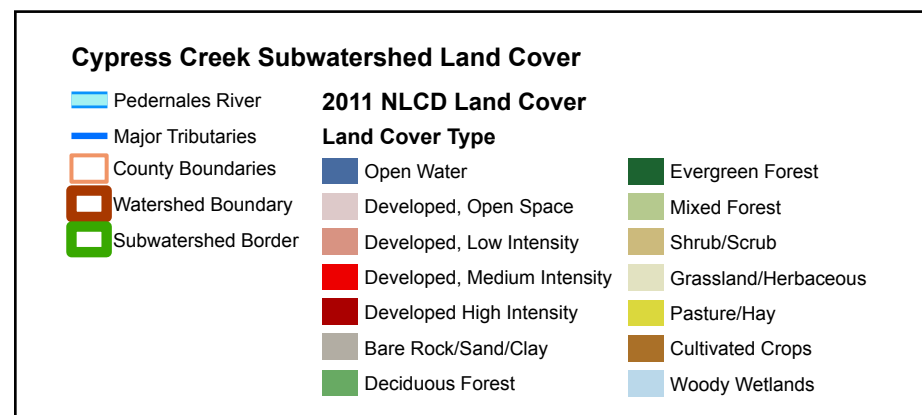 Cypress Creek Subwatershed Land Cover
Pedernales River
Major Tributaries
County Boundaries
Watershed Boundary
Subwatershed Border
2011 NLCD Land Cover
Land Cover Type
Open Water
Developed, Open Space
Developed, Low Intensity
Developed, Medium Intensity
Developed High Intensity
Bare Rock/Sand/Clay
Deciduous Forest
Evergreen Forest
Mixed Forest
Shrub/Scrub
Grassland/Herbaceous
Pasture/Hay
Cultivated Crops
Woody Wetlands